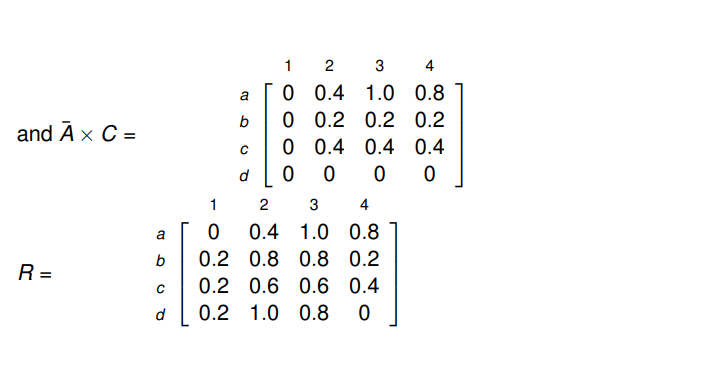 1 2 3 4
a 0 0.4 1.0 0.8
b 0 0.2 0.2 0.2
and Ā × C =
c 0 0.4 0.4 0.4
d 0 0 0 0
1 2 3 4
a 0 0.4 1.0 0.8
b 0.2 0.8 0.8 0.2
R =
c 0.2 0.6 0.6 0.4
d 0.2 1.0 0.8 0